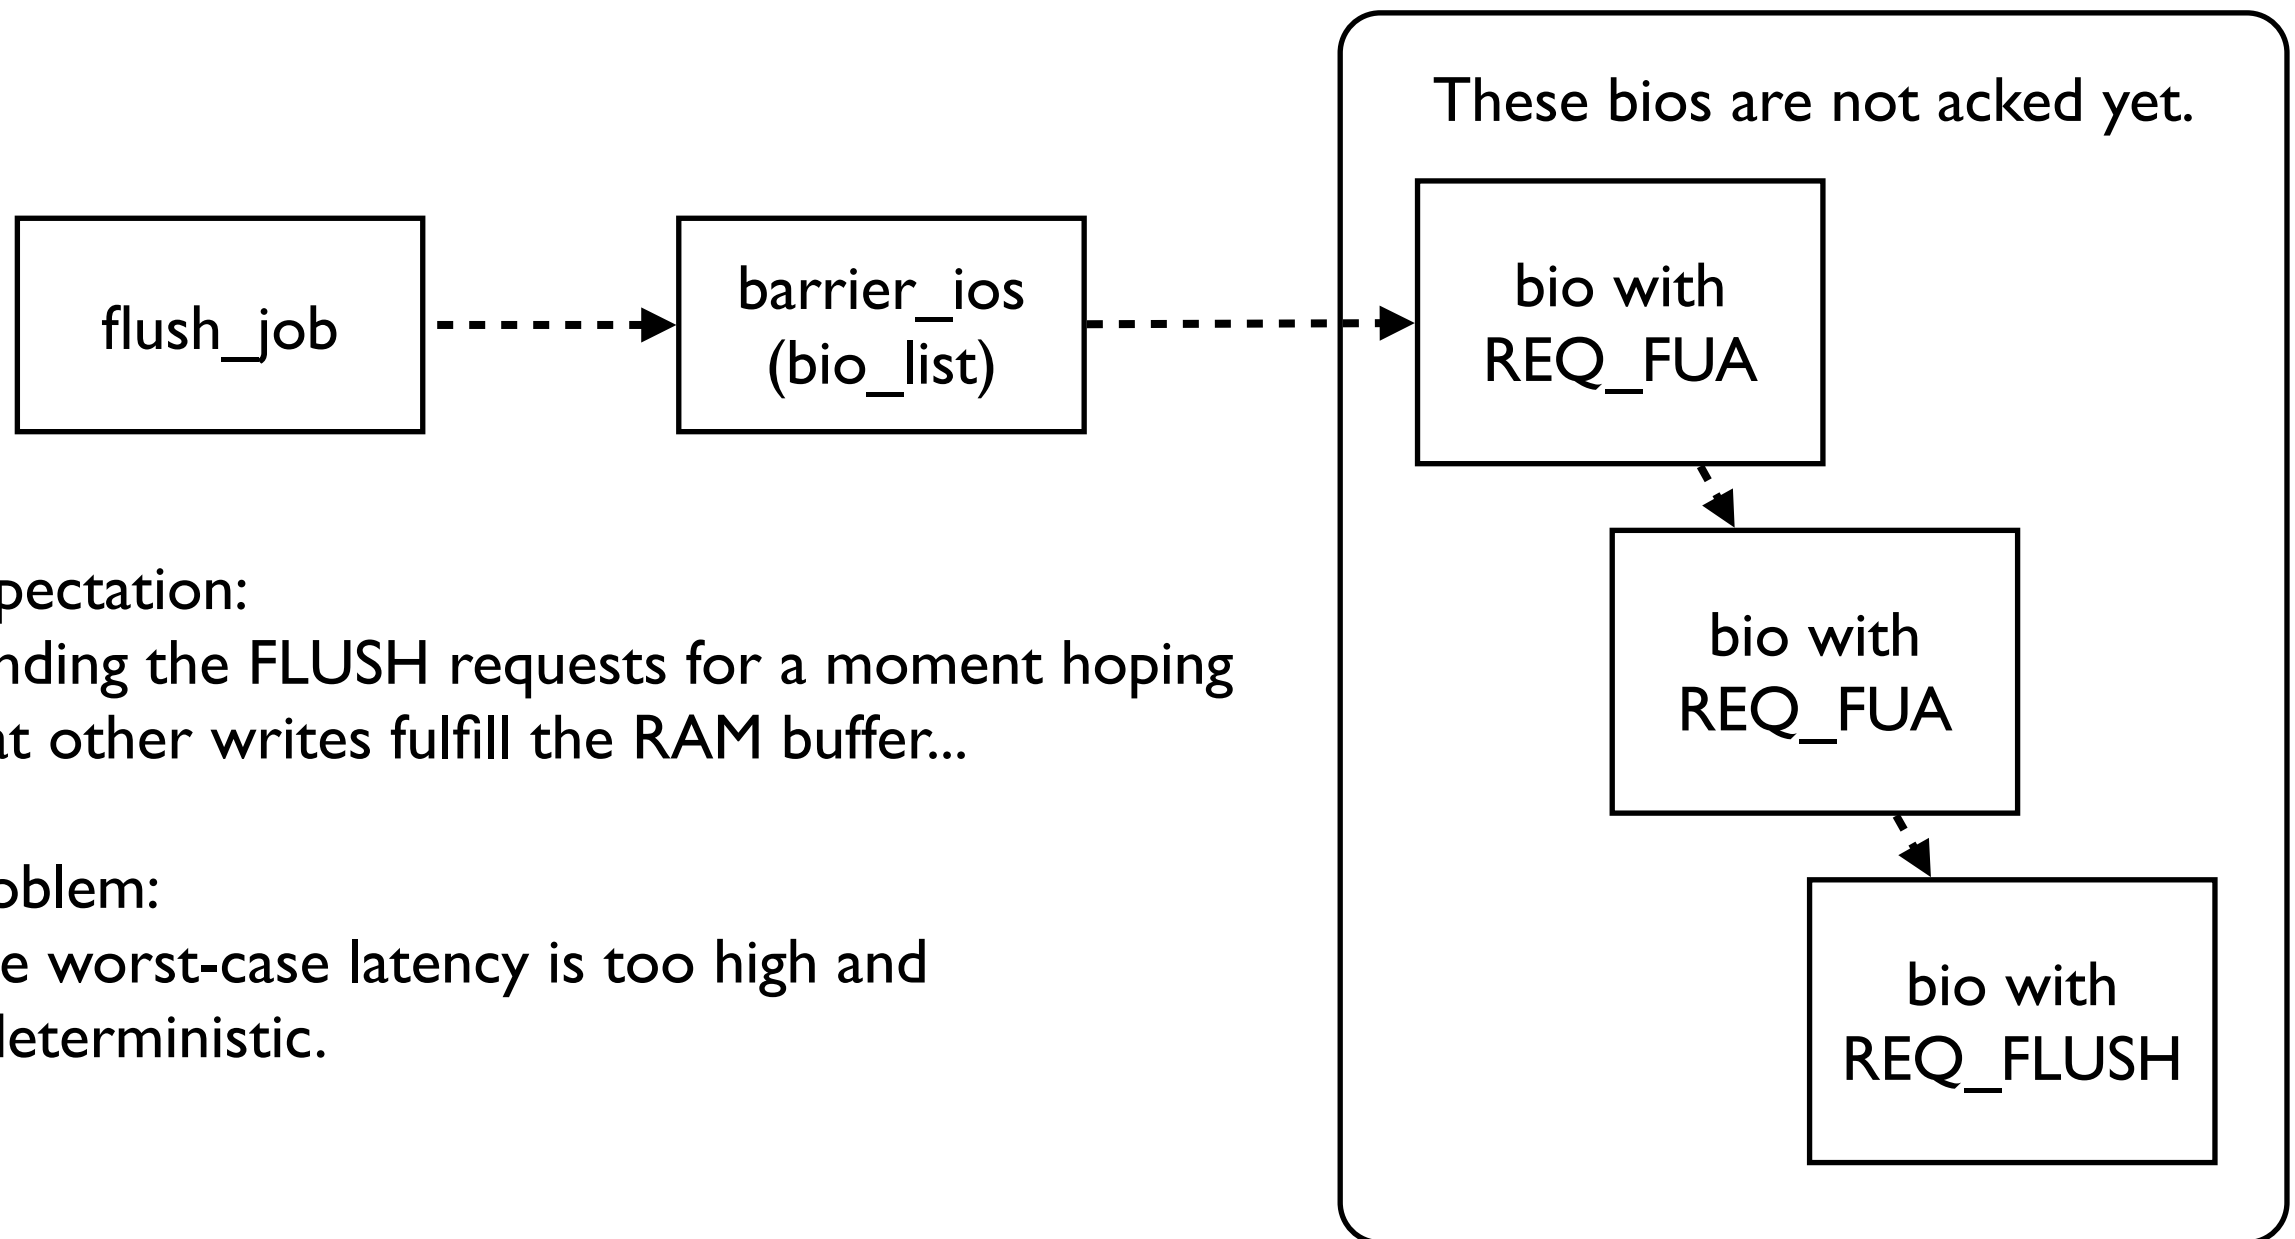 These bios are not acked yet.
flush_job
barrier_ios
(bio_list)
bio with
REQ_FUA
bio with
REQ_FUA
bio with
REQ_FLUSH
pectation:
nding the FLUSH requests for a moment hoping
at other writes fulfill the RAM buffer...
oblem:
e worst-case latency is too high and
deterministic.